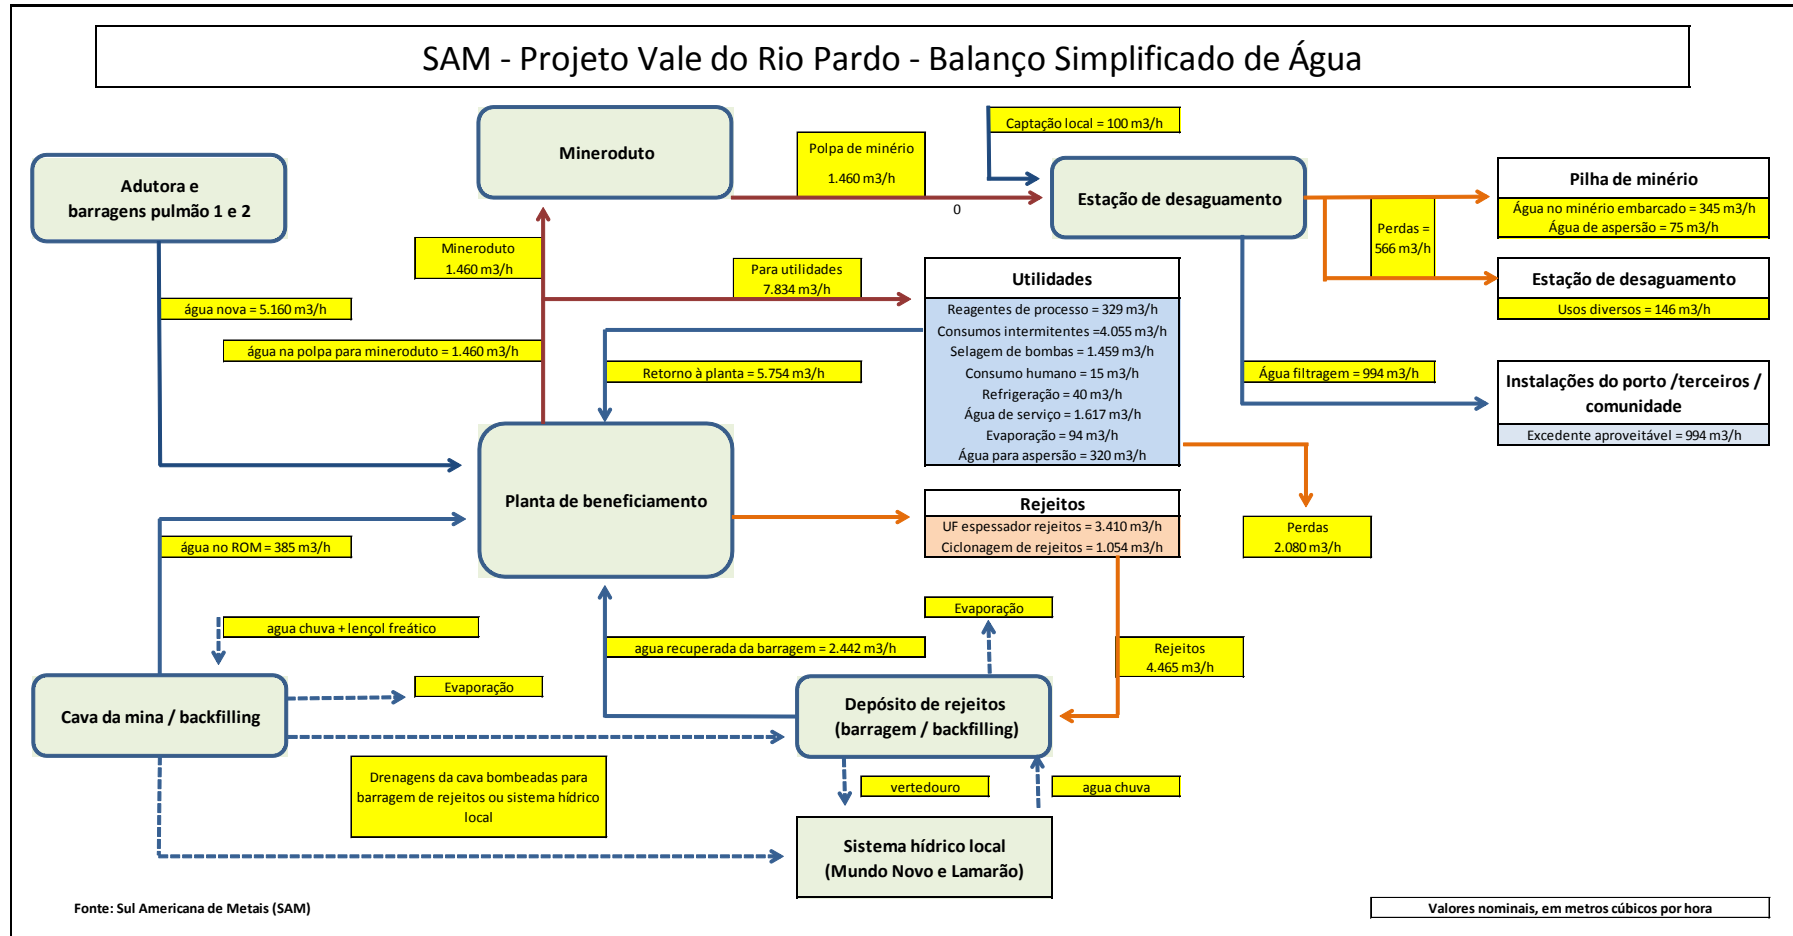 SAM - Projeto Vale do Rio Pardo - Balanço Simplificado de Água
Mineroduto
Captação local = 100 m3/h
Polpa de minério
1.460 m3/h
0
Adutora e
barragens pulmão 1 e 2
Estação de desaguamento
Pilha de minério
Água no minério embarcado = 345 m3/h
Água de aspersão = 75 m3/h
Perdas =
566 m3/h
Mineroduto
1.460 m3/h
Para utilidades
7.834 m3/h
Estação de desaguamento
Usos diversos = 146 m3/h
água nova = 5.160 m3/h
água na polpa para mineroduto = 1.460 m3/h
Utilidades
Reagentes de processo = 329 m3/h
Consumos intermitentes =4.055 m3/h
Selagem de bombas = 1.459 m3/h
Consumo humano = 15 m3/h
Refrigeração = 40 m3/h
Água de serviço = 1.617 m3/h
Evaporação = 94 m3/h
Água para aspersão = 320 m3/h
Retorno à planta = 5.754 m3/h
Água filtragem = 994 m3/h
Instalações do porto /terceiros /
comunidade
Excedente aproveitável = 994 m3/h
Planta de beneficiamento
Rejeitos
UF espessador rejeitos = 3.410 m3/h
Ciclonagem de rejeitos = 1.054 m3/h
Perdas
2.080 m3/h
água no ROM = 385 m3/h
agua chuva + lençol freático
Evaporação
agua recuperada da barragem = 2.442 m3/h
Rejeitos
4.465 m3/h
Evaporação
Cava da mina / backfilling
Depósito de rejeitos
(barragem / backfilling)
Drenagens da cava bombeadas para
barragem de rejeitos ou sistema hídrico
local
vertedouro
agua chuva
Sistema hídrico local
(Mundo Novo e Lamarão)
Fonte: Sul Americana de Metais (SAM)
Valores nominais, em metros cúbicos por hora